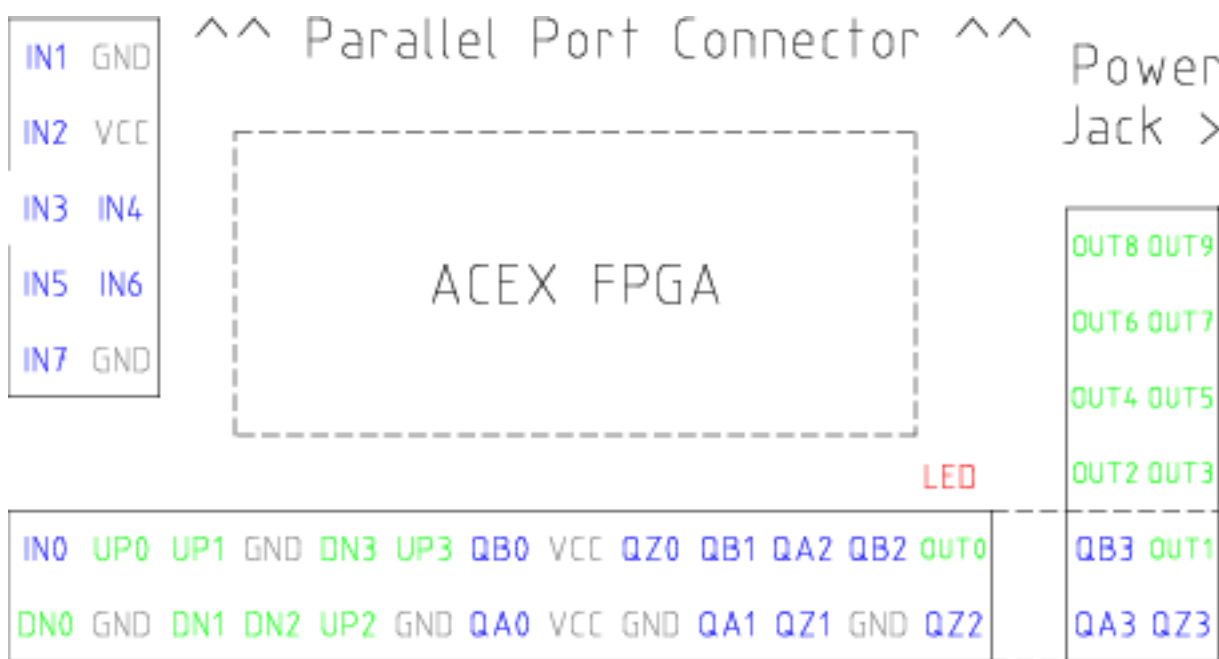 ^^ Parallel Port Connector ^^
Power
Jack >
IN1 GND
IN2 VCC
IN3 IN4
IN5 IN6
IN7 GND
ACEX FPGA
OUT8 OUT9
OUT6 OUT7
OUT4 OUT5
OUT2 OUT3
LED
IN0 UP0 UP1 GND DN3 UP3 QB0 VCC QZ0 QB1 QA2 QB2 OUT0 QB3 OUT1
DN0 GND DN1 DN2 UP2 GND QA0 VCC GND QA1 QZ1 GND QZ2 QA3 QZ3